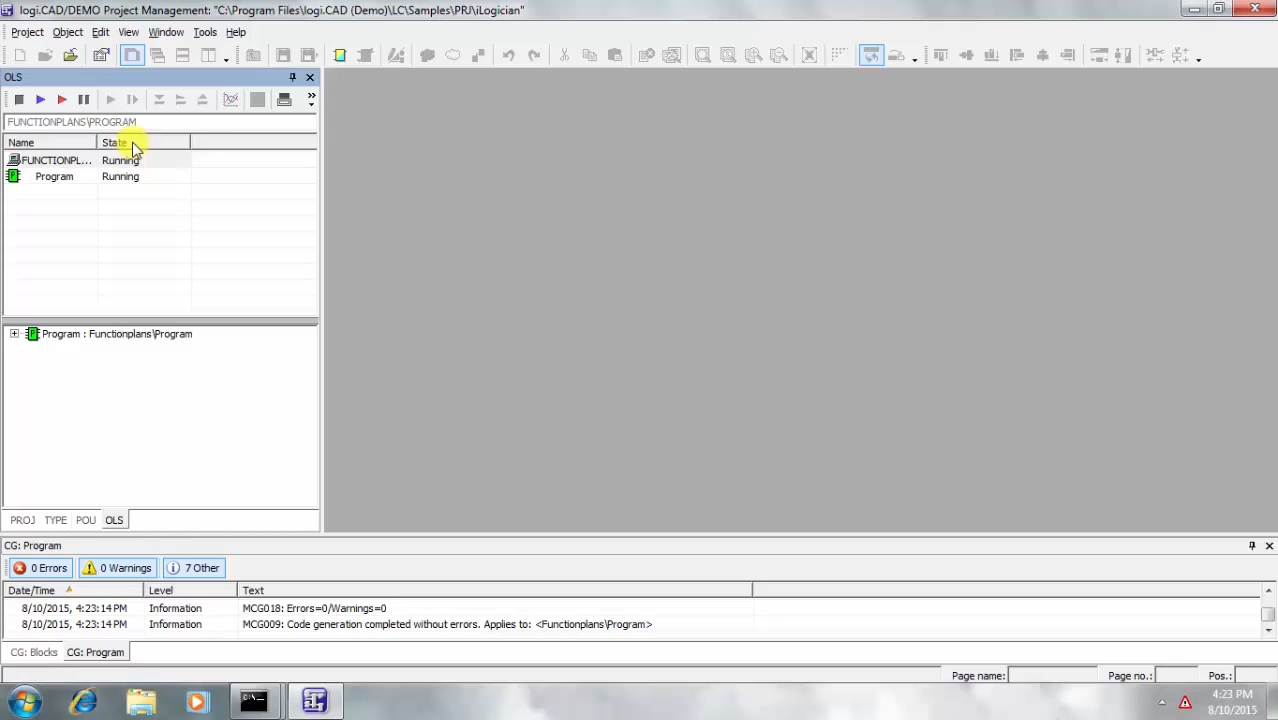 logi.CAD/DEMO Project Management: "C:\Program Files\logi.CAD (Demo)\LC\Samples\PRJ\iLogician"
Project Object Edit View Window Tools Help
OLS
FUNCTIONPLANS\PROGRAM
Name State
FUNCTIONPL... Running
Program Running
Program : Functionplans\Program
PROJ TYPE POU OLS
CG: Program
0 Errors 0 Warnings 7 Other
Date/Time Level Text
8/10/2015, 4:23:14 PM Information MCG018: Errors=0/Warnings=0
8/10/2015, 4:23:14 PM Information MCG009: Code generation completed without errors. Applies to: <Functionplans\Program>
CG: Blocks CG: Program
Page name: Page no.: Pos.:
4:23 PM
8/10/2015